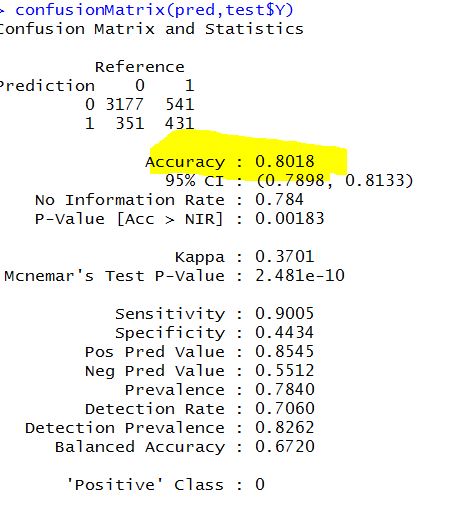 > confusionMatrix(pred,test$Y)
Confusion Matrix and Statistics
Reference
Prediction 0 1
0 3177 541
1 351 431
Accuracy : 0.8018
95% CI : (0.7898, 0.8133)
No Information Rate : 0.784
P-Value [Acc > NIR] : 0.00183
Kappa : 0.3701
Mcnemar's Test P-Value : 2.481e-10
Sensitivity : 0.9005
Specificity : 0.4434
Pos Pred Value : 0.8545
Neg Pred Value : 0.5512
Prevalence : 0.7840
Detection Rate : 0.7060
Detection Prevalence : 0.8262
Balanced Accuracy : 0.6720
'Positive' Class : 0